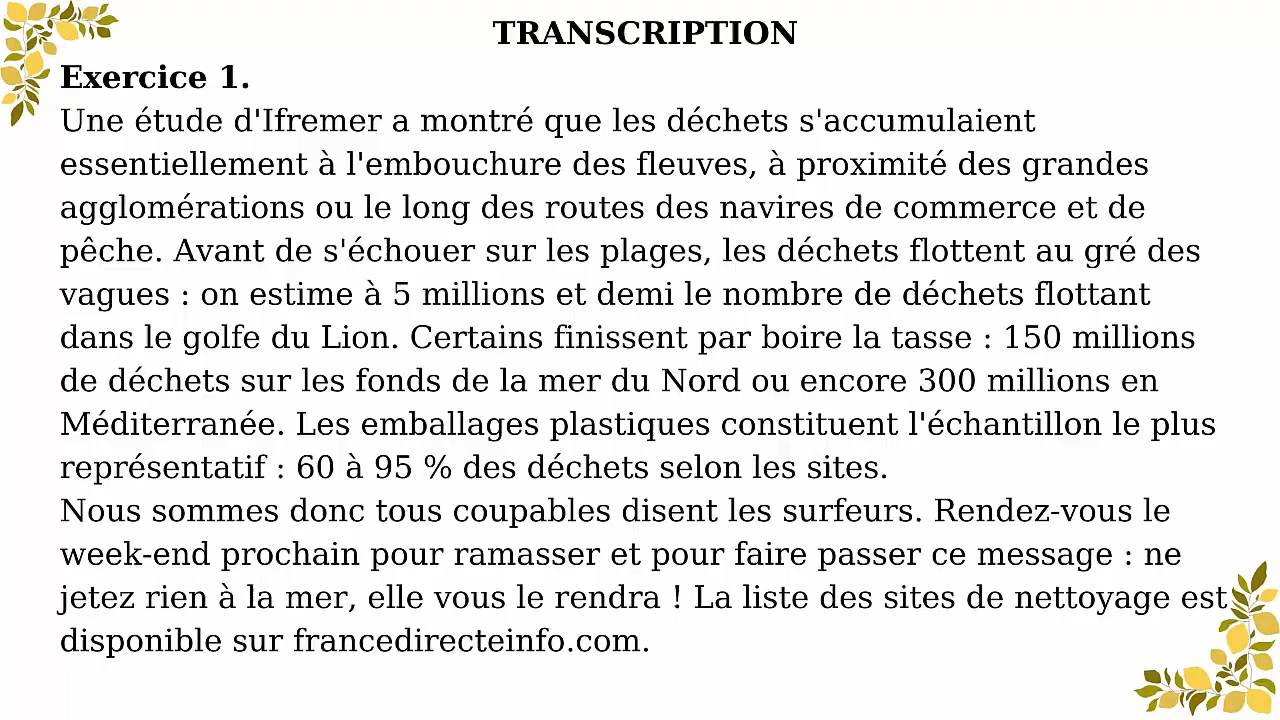 TRANSCRIPTION
Exercice 1.
Une étude d'Ifremer a montré que les déchets s'accumulaient
essentiellement à l'embouchure des fleuves, à proximité des grandes
agglomérations ou le long des routes des navires de commerce et de
pêche. Avant de s'échouer sur les plages, les déchets flottent au gré des
vagues : on estime à 5 millions et demi le nombre de déchets flottant
dans le golfe du Lion. Certains finissent par boire la tasse : 150 millions
de déchets sur les fonds de la mer du Nord ou encore 300 millions en
Méditerranée. Les emballages plastiques constituent l'échantillon le plus
représentatif : 60 à 95 % des déchets selon les sites.
Nous sommes donc tous coupables disent les surfeurs. Rendez-vous le
week-end prochain pour ramasser et pour faire passer ce message : ne
jetez rien à la mer, elle vous le rendra ! La liste des sites de nettoyage est
disponible sur francedirecteinfo.com.